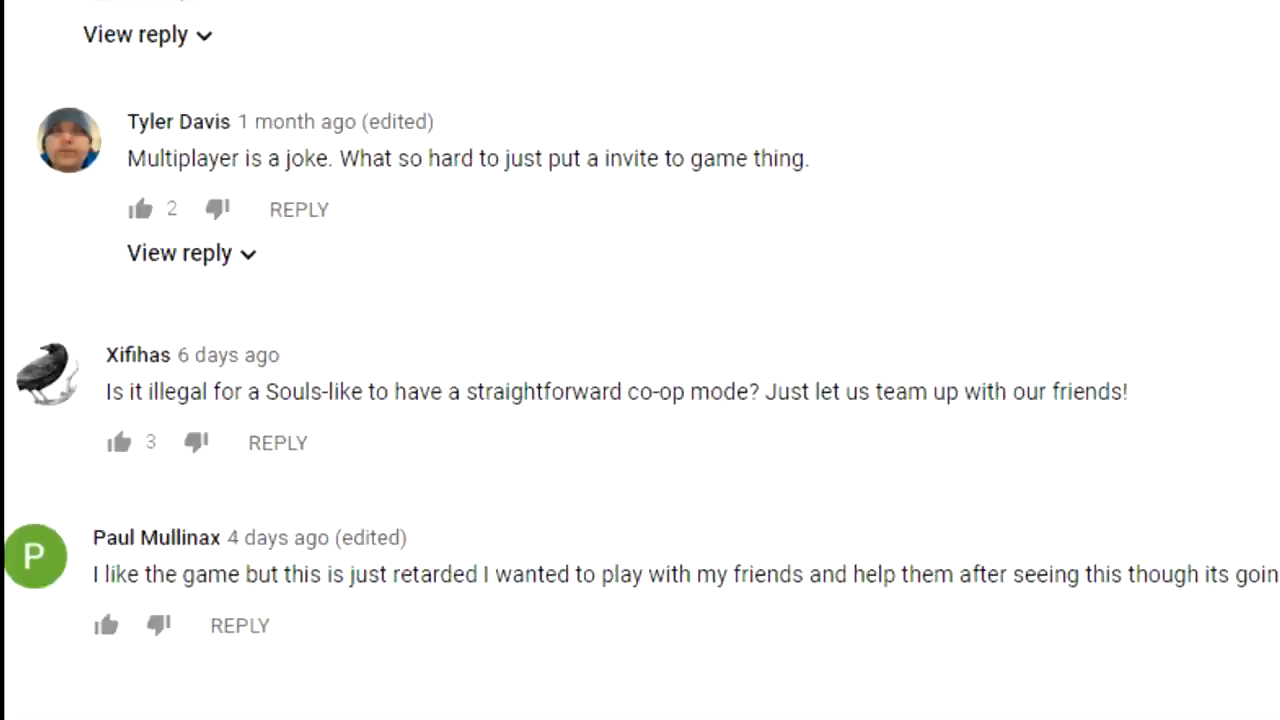 View reply
Tyler Davis 1 month ago (edited)
Multiplayer is a joke. What so hard to just put a invite to game thing.
2 REPLY
View reply
Xifihas 6 days ago
Is it illegal for a Souls-like to have a straightforward co-op mode? Just let us team up with our friends!
3 REPLY
P
Paul Mullinax 4 days ago (edited)
I like the game but this is just retarded I wanted to play with my friends and help them after seeing this though its goin
REPLY